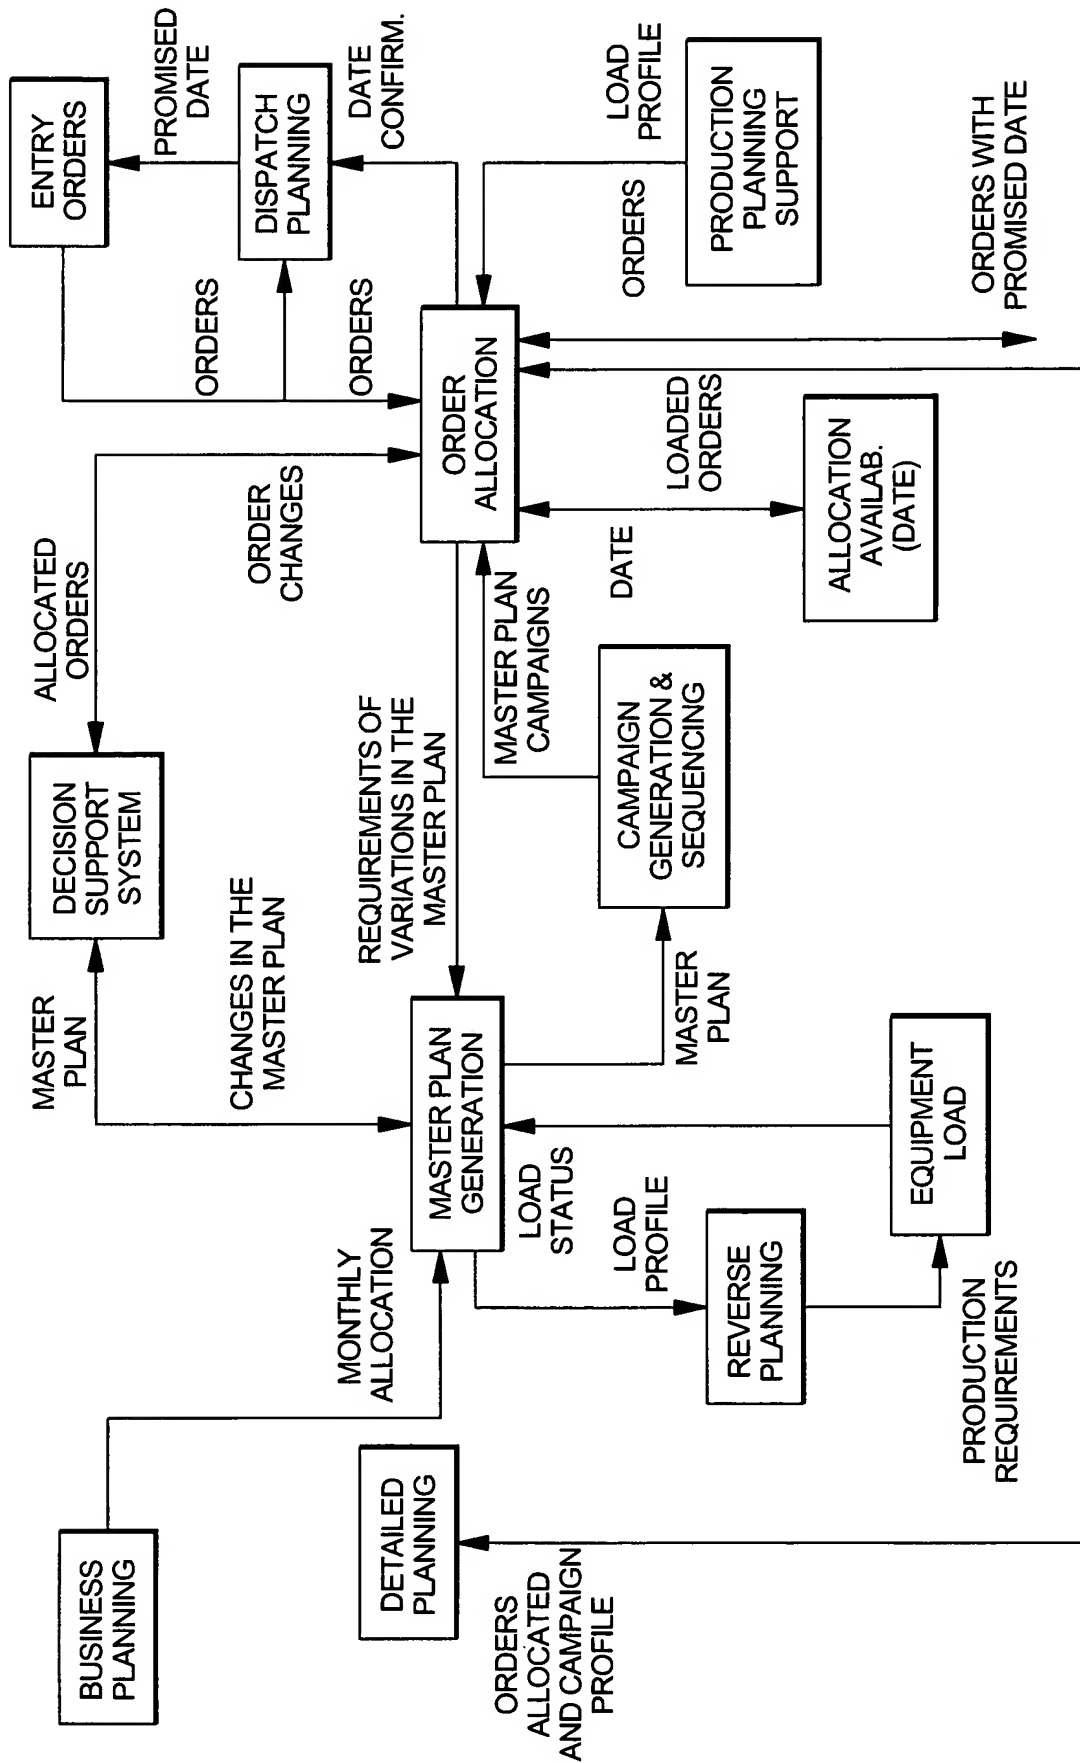 BUSINESS
PLANNING
MASTER
PLAN
DECISION
SUPPORT
SYSTEM
ALLOCATED
ORDERS
ENTRY
ORDERS
PROMISED
DATE
MONTHLY
ALLOCATION
CHANGES IN THE
MASTER PLAN
ORDER
CHANGES
ORDERS
ORDERS
DISPATCH
PLANNING
DATE
CONFIRM.
DETAILED
PLANNING
MASTER PLAN
GENERATION
REQUIREMENTS OF
VARIATIONS IN THE
MASTER PLAN
ORDER
ALLOCATION
ORDERS
ALLOCATED
AND CAMPAIGN
PROFILE
LOAD
STATUS
LOAD
PROFILE
MASTER PLAN
CAMPAIGNS
DATE
LOADED
ORDERS
ORDERS
LOAD
PROFILE
REVERSE
PLANNING
MASTER
PLAN
CAMPAIGN
GENERATION &
SEQUENCING
PRODUCTION
PLANNING
SUPPORT
EQUIPMENT
LOAD
ALLOCATION
AVAILAB.
(DATE)
PRODUCTION
REQUIREMENTS
ORDERS WITH
PROMISED DATE